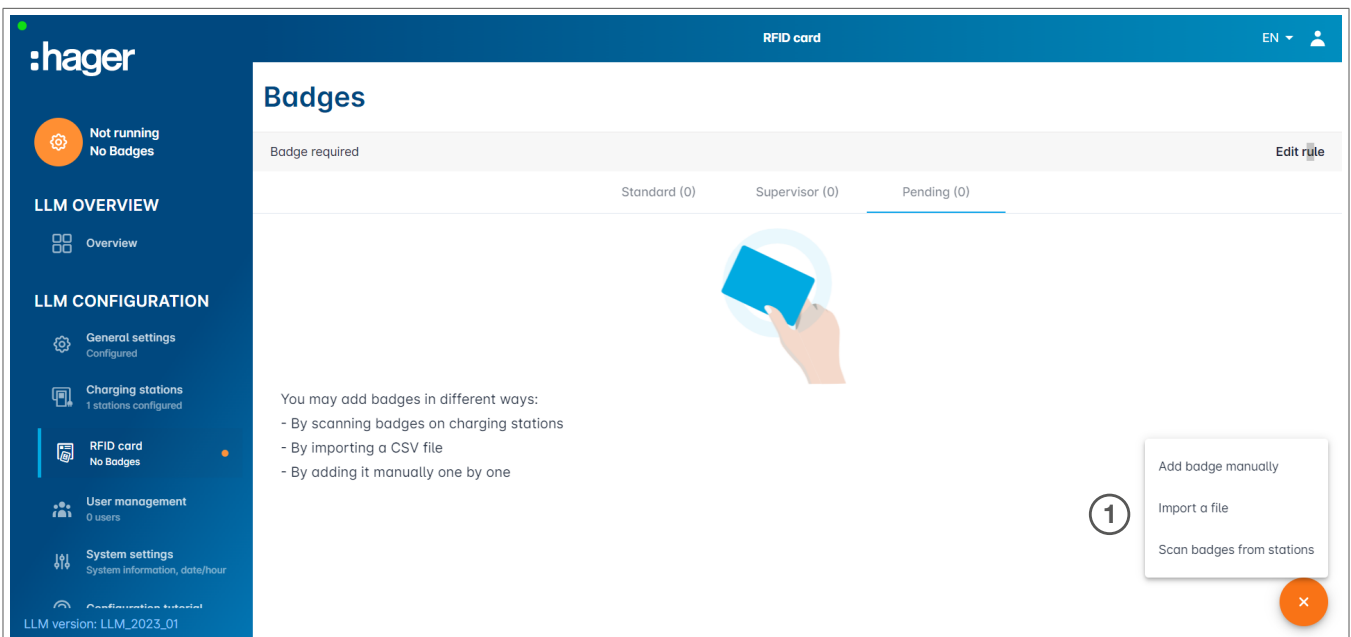 :hager
RFID card
EN
Badges
Not running
No Badges
Badge required
Edit rule
Standard (0)
Supervisor (0)
Pending (0)
LLM OVERVIEW
Overview
LLM CONFIGURATION
General settings
Configured
Charging stations
1 stations configured
RFID card
No Badges
User management
0 users
System settings
System information, date/hour
Configuration tutorial
LLM version: LLM_2023_01
You may add badges in different ways:
- By scanning badges on charging stations
- By importing a CSV file
- By adding it manually one by one
1
Add badge manually
Import a file
Scan badges from stations